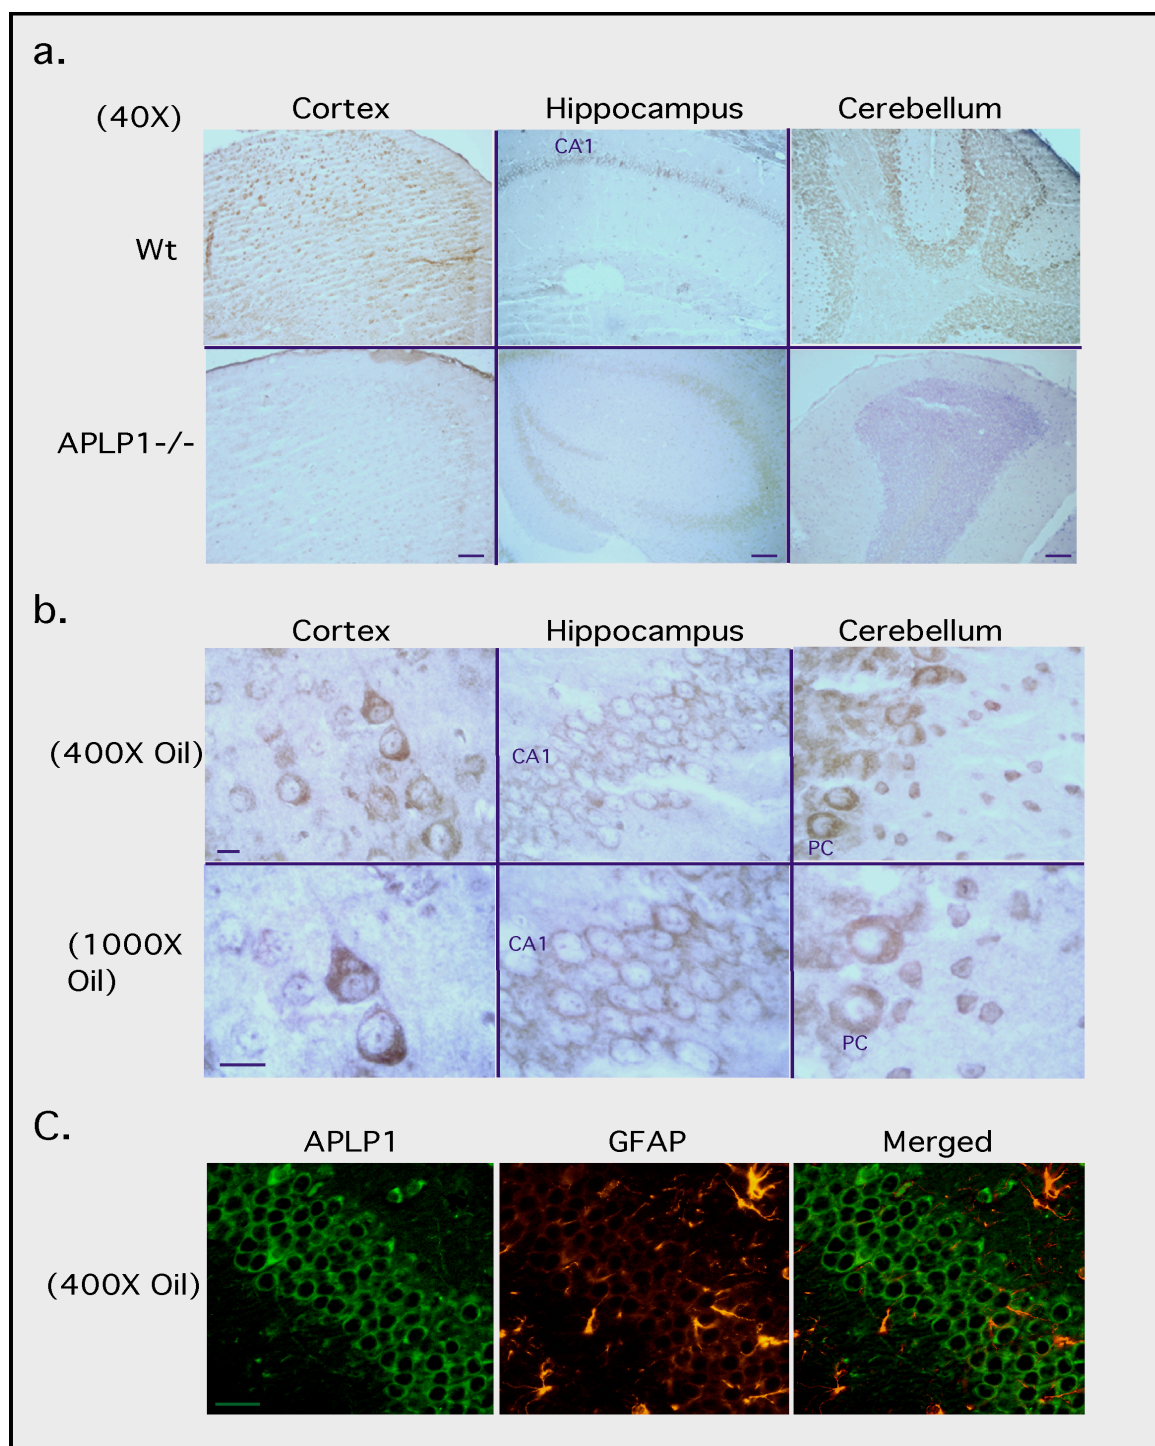 a.
(40X)
Cortex
Hippocampus
Cerebellum
CA1
Wt
APLP1-/-
b.
Cortex
Hippocampus
Cerebellum
(400X Oil)
CA1
PC
(1000X
Oil)
CA1
PC
C.
APLP1
GFAP
Merged
(400X Oil)